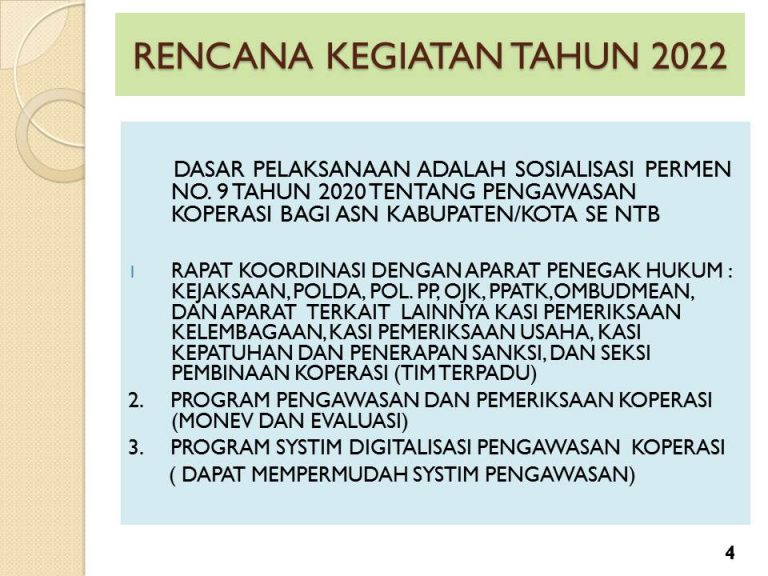 RENCANA KEGIATAN TAHUN 2022
DASAR PELAKSANAAN ADALAH SOSIALISASI PERMEN
NO. 9 TAHUN 2020 TENTANG PENGAWASAN
KOPERASI BAGI ASN KABUPATEN/KOTA SE NTB
1 RAPAT KOORDINASI DENGAN APARAT PENEGAK HUKUM :
KEJAKSAAN, POLDA, POL. PP, OJK, PPATK,OMBUDMEAN,
DAN APARAT TERKAIT LAINNYA KASI PEMERIKSAAN
KELEMBAGAAN, KASI PEMERIKSAAN USAHA, KASI
KEPATUHAN DAN PENERAPAN SANKSI, DAN SEKSI
PEMBINAAN KOPERASI (TIM TERPADU)
2. PROGRAM PENGAWASAN DAN PEMERIKSAAN KOPERASI
(MONEV DAN EVALUASI)
3. PROGRAM SYSTIM DIGITALISASI PENGAWASAN KOPERASI
( DAPAT MEMPERMUDAH SYSTIM PENGAWASAN)
4